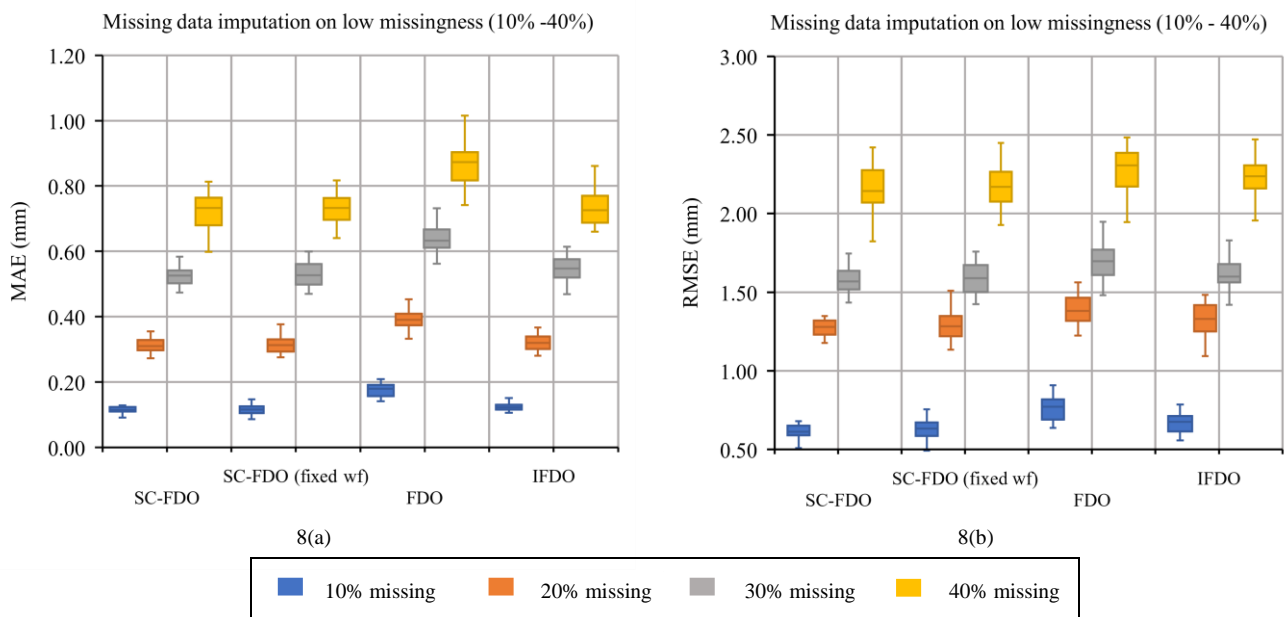 Missing data imputation on low missingness (10% -40%)
MAE (mm)
1.20
1.00
0.80
0.60
0.40
0.20
0.00
SC-FDO (fixed wf)
IFDO
SC-FDO
FDO
8(a)
Missing data imputation on low missingness (10% - 40%)
RMSE (mm)
3.00
2.50
2.00
1.50
1.00
0.50
SC-FDO (fixed wf)
IFDO
SC-FDO
FDO
8(b)
10% missing
20% missing
30% missing
40% missing